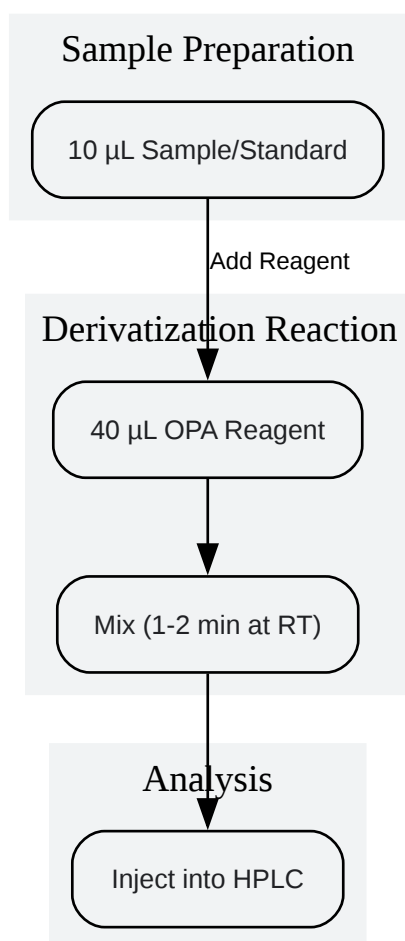 Sample Preparation
10 µL Sample/Standard
Add Reagent
Derivatization Reaction
40 µL OPA Reagent
Mix (1-2 min at RT)
Analysis
Inject into HPLC